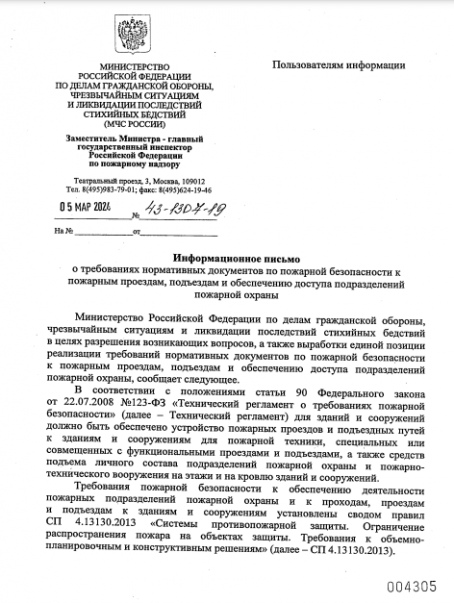 Пользователям информации
МИНИСТЕРСТВО
РОССИЙСКОЙ ФЕДЕРАЦИИ
ПО ДЕЛАМ ГРАЖДАНСКОЙ ОБОРОНЫ,
ЧРЕЗВЫЧАЙНЫМ СИТУАЦИЯМ
И ЛИКВИДАЦИИ ПОСЛЕДСТВИЙ
СТИХИЙНЫХ БЕДСТВИЙ
(МЧС РОССИИ)
Заместитель Министра - главный
государственный инспектор
Российской Федерации
по пожарному надзору
Театральный проезд, 3, Москва, 109012
Тел. 8(495)983-79-01; факс: 8(495)624-19-46
05 МАР 2024 № 43-1307-19
На № от
Информационное письмо
о требованиях нормативных документов по пожарной безопасности к
пожарным проездам, подъездам и обеспечению доступа подразделений
пожарной охраны
Министерство Российской Федерации по делам гражданской обороны,
чрезвычайным ситуациям и ликвидации последствий стихийных бедствий
в целях разрешения возникающих вопросов, а также выработки единой позиции
реализации требований нормативных документов по пожарной безопасности
к пожарным проездам, подъездам и обеспечению доступа подразделений
пожарной охраны, сообщает следующее.
В соответствии с положениями статьи 90 Федерального закона
от 22.07.2008 №123-ФЗ «Технический регламент о требованиях пожарной
безопасности» (далее – Технический регламент) для зданий и сооружений
должно быть обеспечено устройство пожарных проездов и подъездных путей
к зданиям и сооружениям для пожарной техники, специальных или
совмещенных с функциональными проездами и подъездами, а также средств
подъема личного состава подразделений пожарной охраны и пожарно-
технического вооружения на этажи и на кровлю зданий и сооружений.
Требования пожарной безопасности к обеспечению деятельности
пожарных подразделений пожарной охраны и к проходам, проездам
и подъездам к зданиям и сооружениям установлены сводом правил
СП 4.13130.2013 «Системы противопожарной защиты. Ограничение
распространения пожара на объектах защиты. Требования к объемно-
планировочным и конструктивным решениям» (далее – СП 4.13130.2013).
004305